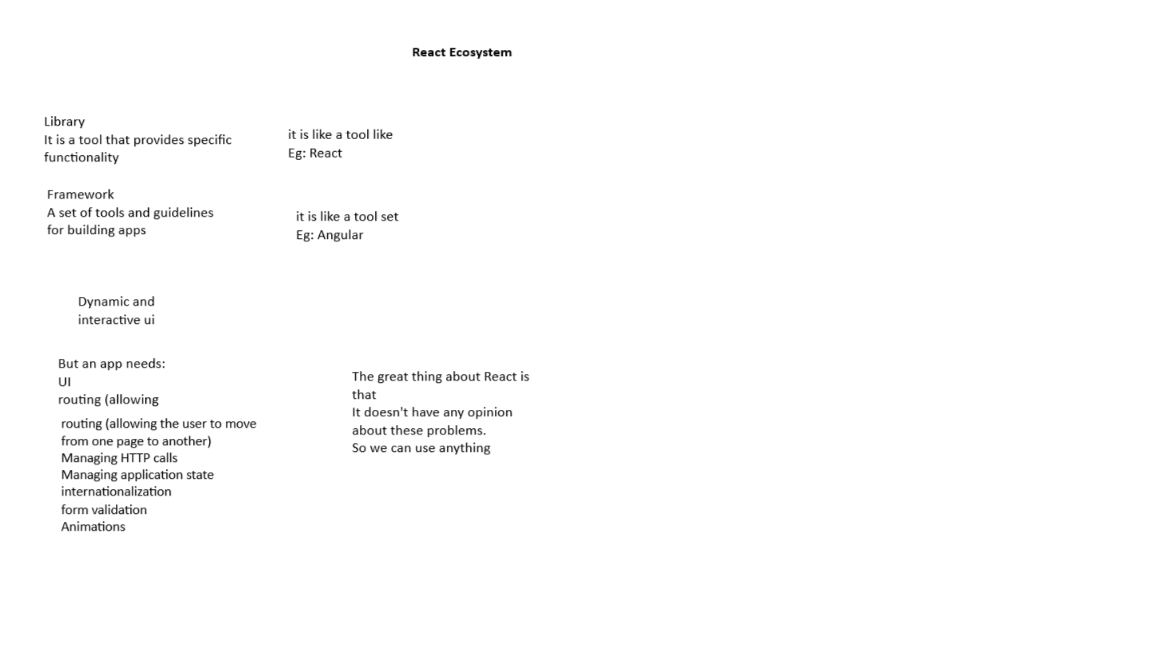 React Ecosystem
Library
It is a tool that provides specific
functionality
it is like a tool like
Eg: React
Framework
A set of tools and guidelines
for building apps
it is like a tool set
Eg: Angular
Dynamic and
interactive ui
But an app needs:
UI
routing (allowing
routing (allowing the user to move
from one page to another)
Managing HTTP calls
Managing application state
internationalization
form validation
Animations
The great thing about React is
that
It doesn't have any opinion
about these problems.
So we can use anything